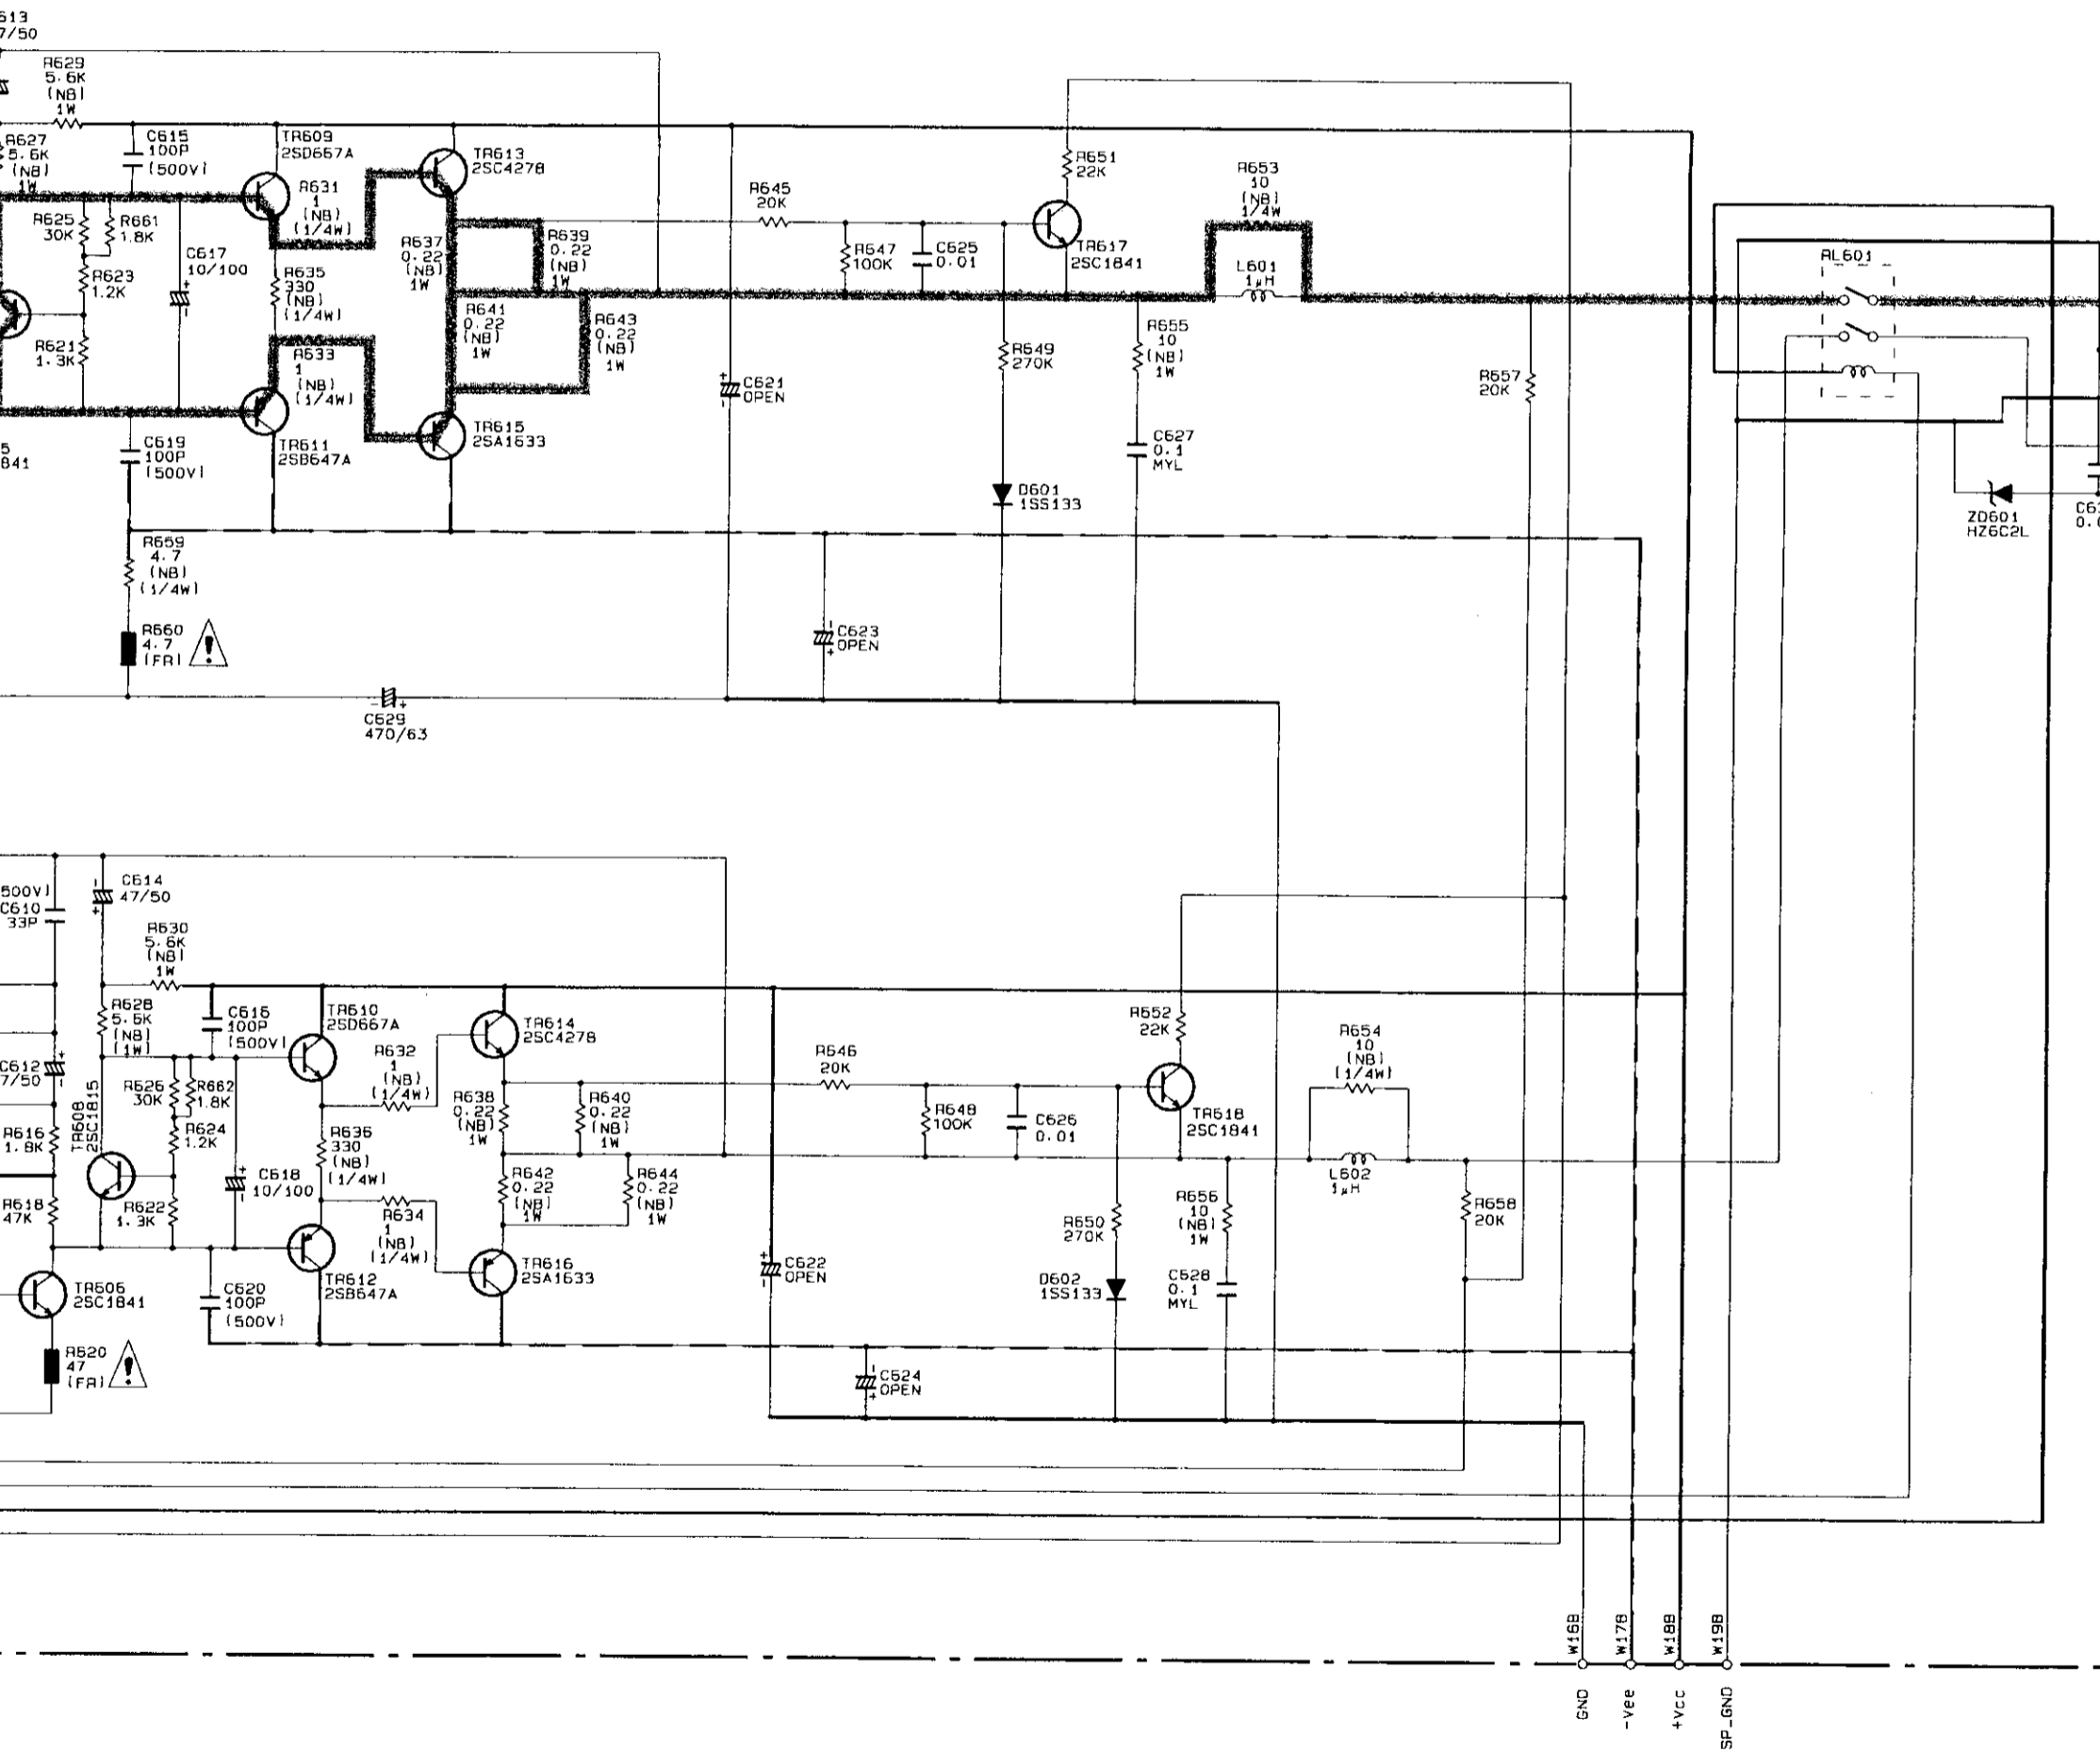 613
7/50
R629
5.6K
(NB)
1W
R627
5.6K
(NB)
1W
C615
100P
(500V)
TR609
2SD667A
TR613
2SC4278
R625
30K
R661
1.8K
R631
1
(NB)
(1/4W)
C617
10/100
R623
1.2K
R621
1.3K
R635
330
(NB)
(1/4W)
R633
1
(NB)
(1/4W)
R637
0.22
(NB)
1W
R639
0.22
(NB)
1W
R641
0.22
(NB)
1W
R643
0.22
(NB)
1W
TR611
2SB647A
TR615
2SA1633
5
841
C619
100P
(500V)
R659
4.7
(NB)
(1/4W)
R660
4.7
(FR)
!
C629
470/63
R645
20K
R647
100K
C625
0.01
R651
22K
TR617
2SC1841
R653
10
(NB)
1/4W
L601
1μH
R649
270K
R655
10
(NB)
1W
C621
OPEN
C627
0.1
MYL
D601
1SS133
C623
OPEN
R657
20K
RL601
ZD601
HZ6C2L
C63
0.0
500V)
C610
33P
C614
47/50
R630
5.6K
(NB)
1W
R628
5.6K
(NB)
(1W)
C616
100P
(500V)
TR610
2SD667A
TR614
2SC4278
C612
7/50
TR608
2SC1815
R626
30K
R662
1.8K
R632
1
(NB)
(1/4W)
R616
1.8K
R624
1.2K
R636
330
(NB)
(1/4W)
C618
10/100
R618
47K
R622
1.3K
R634
1
(NB)
(1/4W)
R638
0.22
(NB)
1W
R640
0.22
(NB)
1W
R642
0.22
(NB)
1W
R644
0.22
(NB)
1W
TR606
2SC1841
C620
100P
(500V)
TR612
2SB647A
TR616
2SA1633
R620
47
(FR)
!
R646
20K
R648
100K
C626
0.01
R652
22K
TR618
2SC1841
R654
10
(NB)
(1/4W)
L602
1μH
R650
270K
R656
10
(NB)
1W
R658
20K
C622
OPEN
D602
1SS133
C628
0.1
MYL
C624
OPEN
W16B
W17B
W18B
W19B
GND
-Vee
+Vcc
SP_GND